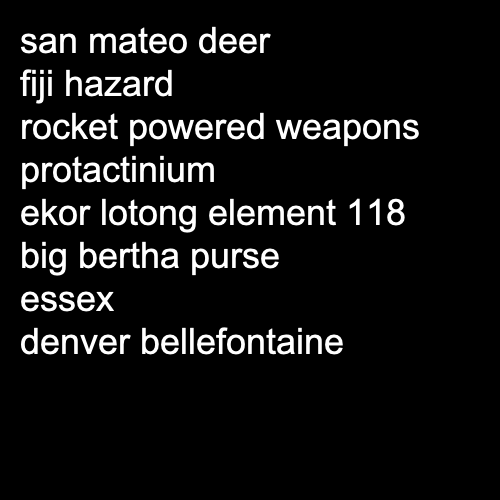 san mateo deer
fiji hazard
rocket powered weapons
protactinium
ekor lotong element 118
big bertha purse
essex
denver bellefontaine